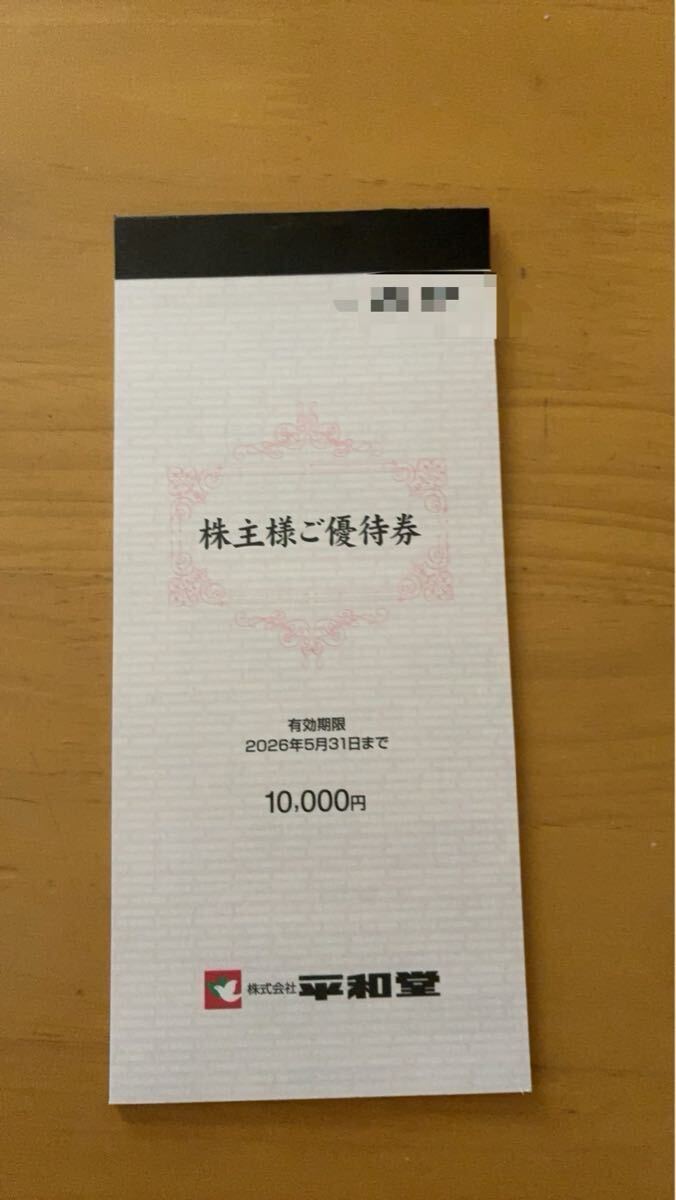 株主様ご優待券
有効期限
2026年5月31日まで
10,000円
株式会社 平和堂